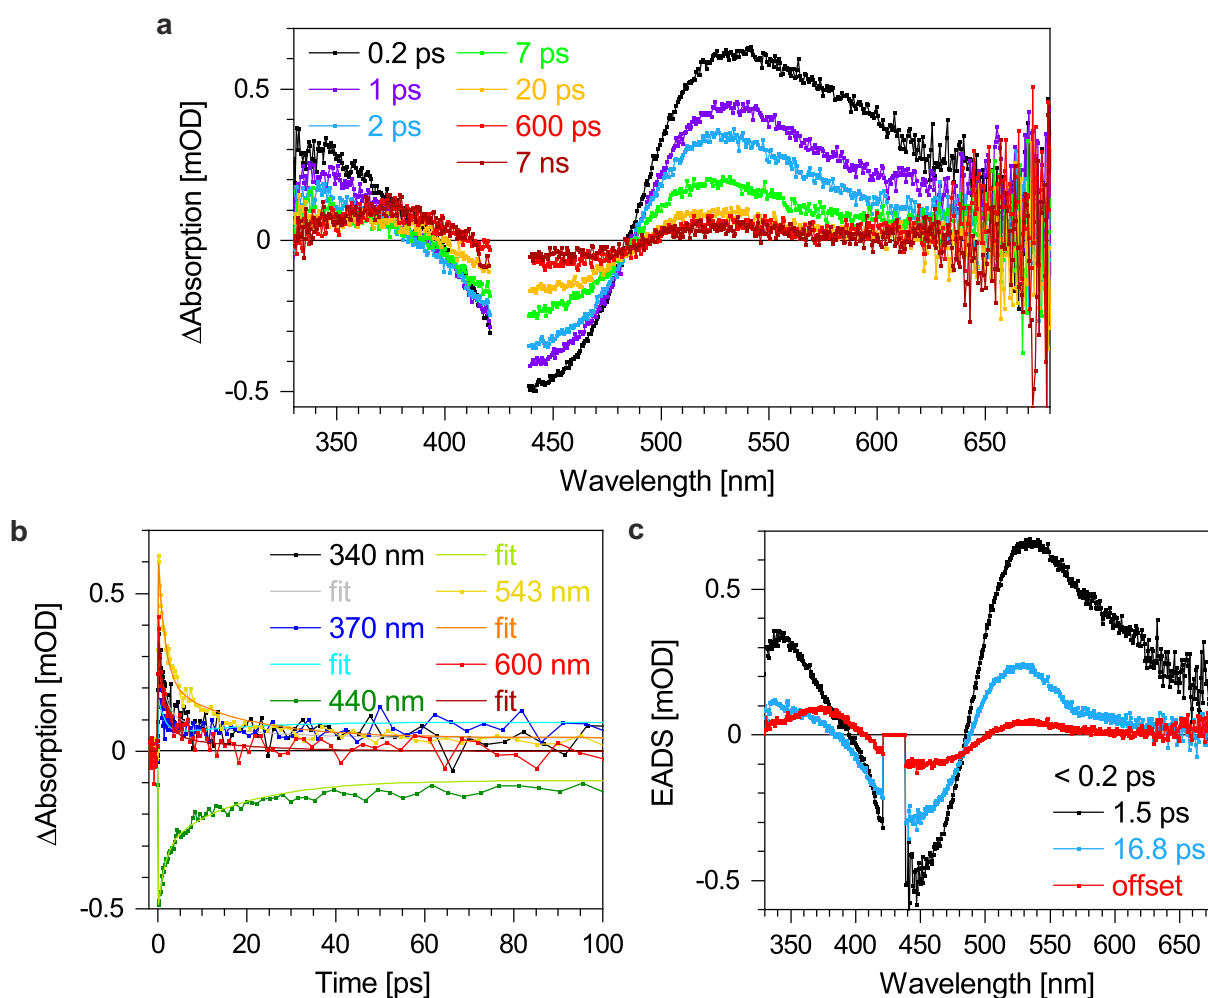 a
0.2 ps
7 ps
1 ps
20 ps
2 ps
600 ps
7 ns
0.5
0
-0.5
ΔAbsorption [mOD]
350 400 450 500 550 600 650
Wavelength [nm]
b
340 nm
fit
fit
543 nm
370 nm
fit
fit
600 nm
440 nm
fit
0.5
0
-0.5
ΔAbsorption [mOD]
0 20 40 60 80 100
Time [ps]
c
0.5
0
-0.5
EADS [mOD]
< 0.2 ps
1.5 ps
16.8 ps
offset
350 400 450 500 550 600 650
Wavelength [nm]